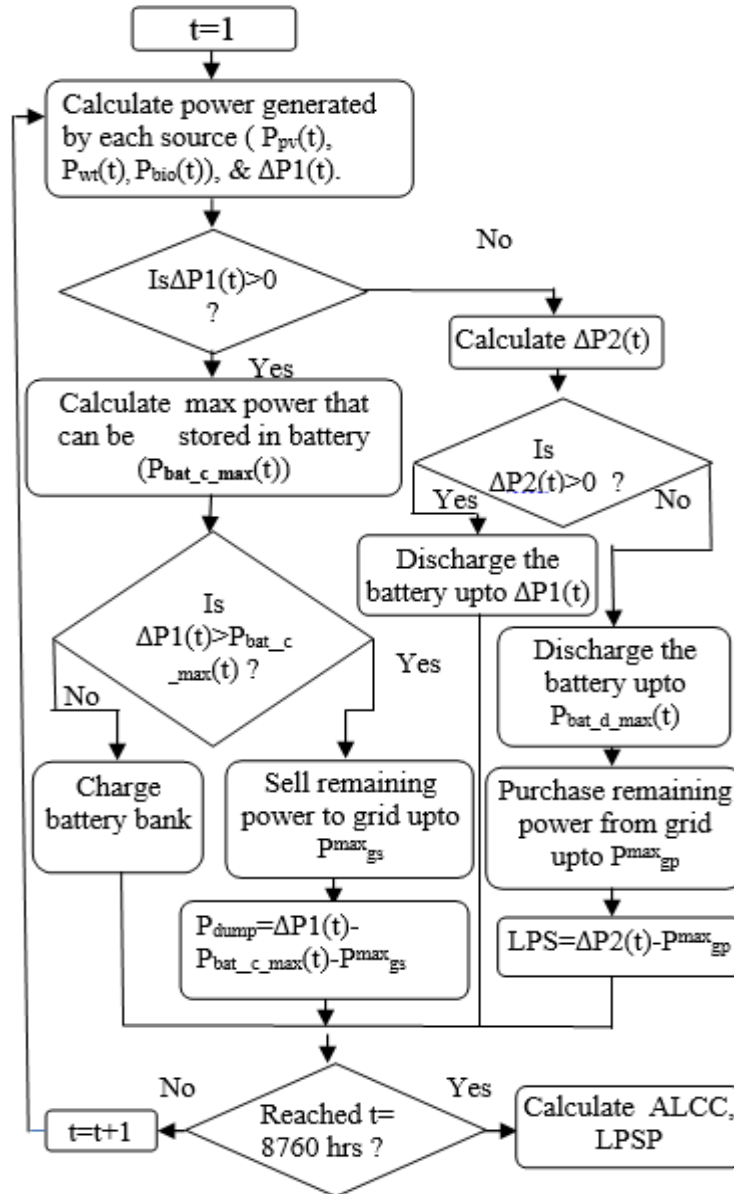 t=1
Calculate power generated
by each source ( Ppv(t),
Pwt(t), Pbio(t)), & ΔP1(t).
No
IsΔP1(t)>0
?
Yes
Calculate ΔP2(t)
Calculate max power that
can be stored in battery
(Pbat_c_max(t))
Is
ΔP2(t)>0 ?
Yes
No
Discharge the
battery upto ΔP1(t)
Is
ΔP1(t)>Pbat_c
_max(t) ?
No
Yes
Discharge the
battery upto
Pbat_d_max(t)
Charge
battery bank
Sell remaining
power to grid upto
Pmaxgs
Purchase remaining
power from grid
upto Pmaxgp
Pdump=ΔP1(t)-
Pbat_c_max(t)-Pmaxgs
LPS=ΔP2(t)-Pmaxgp
No
Yes
t=t+1
Reached t=
8760 hrs ?
Calculate ALCC,
LPSP